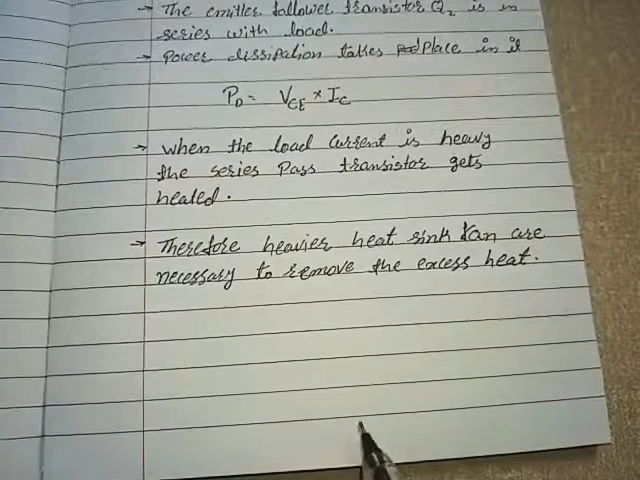 → The emitter follower transistor Q2 is in
series with load.
→ Power dissipation takes place in it
PD = VCE × IC
→ When the load current is heavy
the series Pass transistor gets
heated.
→ Therefore heavier heat sink fan are
necessary to remove the excess heat.